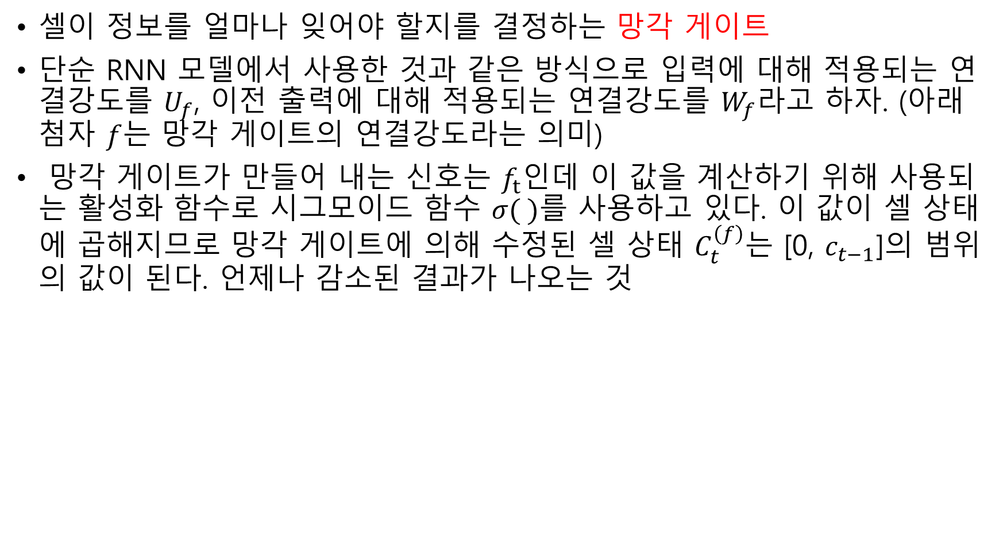 • 셀이 정보를 얼마나 잊어야 할지를 결정하는 망각 게이트
• 단순 RNN 모델에서 사용한 것과 같은 방식으로 입력에 대해 적용되는 연
결강도를 𝑈_𝑓, 이전 출력에 대해 적용되는 연결강도를 𝑊_𝑓라고 하자. (아래
첨자 𝑓는 망각 게이트의 연결강도라는 의미)
• 망각 게이트가 만들어 내는 신호는 𝑓_t인데 이 값을 계산하기 위해 사용되
는 활성화 함수로 시그모이드 함수 𝜎( )를 사용하고 있다. 이 값이 셀 상태
에 곱해지므로 망각 게이트에 의해 수정된 셀 상태 𝐶_𝑡^(𝑓)는 [0, 𝑐_{𝑡−1}]의 범위
의 값이 된다. 언제나 감소된 결과가 나오는 것